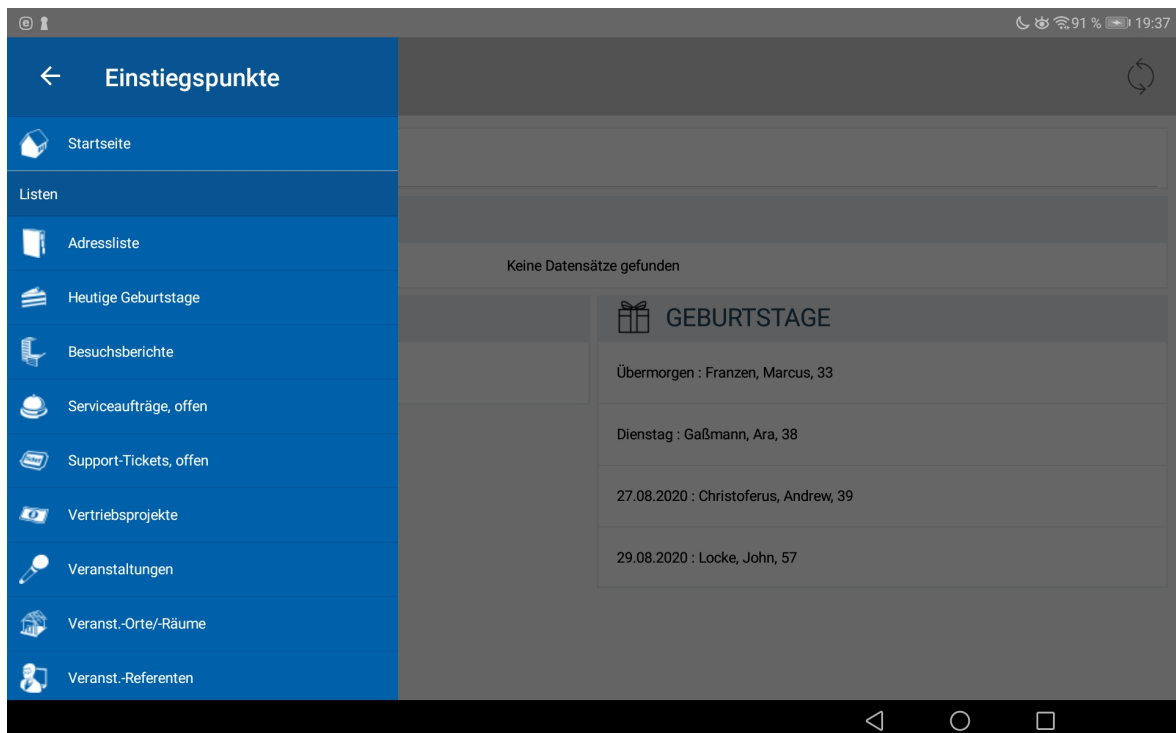 91 % 19:37
Einstiegspunkte
Startseite
Listen
Adressliste
Heutige Geburtstage
Besuchsberichte
Serviceaufträge, offen
Support-Tickets, offen
Vertriebsprojekte
Veranstaltungen
Veranst.-Orte/-Räume
Veranst.-Referenten
Keine Datensätze gefunden
GEBURTSTAGE
Übermorgen : Franzen, Marcus, 33
Dienstag : Gaßmann, Ara, 38
27.08.2020 : Christoferus, Andrew, 39
29.08.2020 : Locke, John, 57